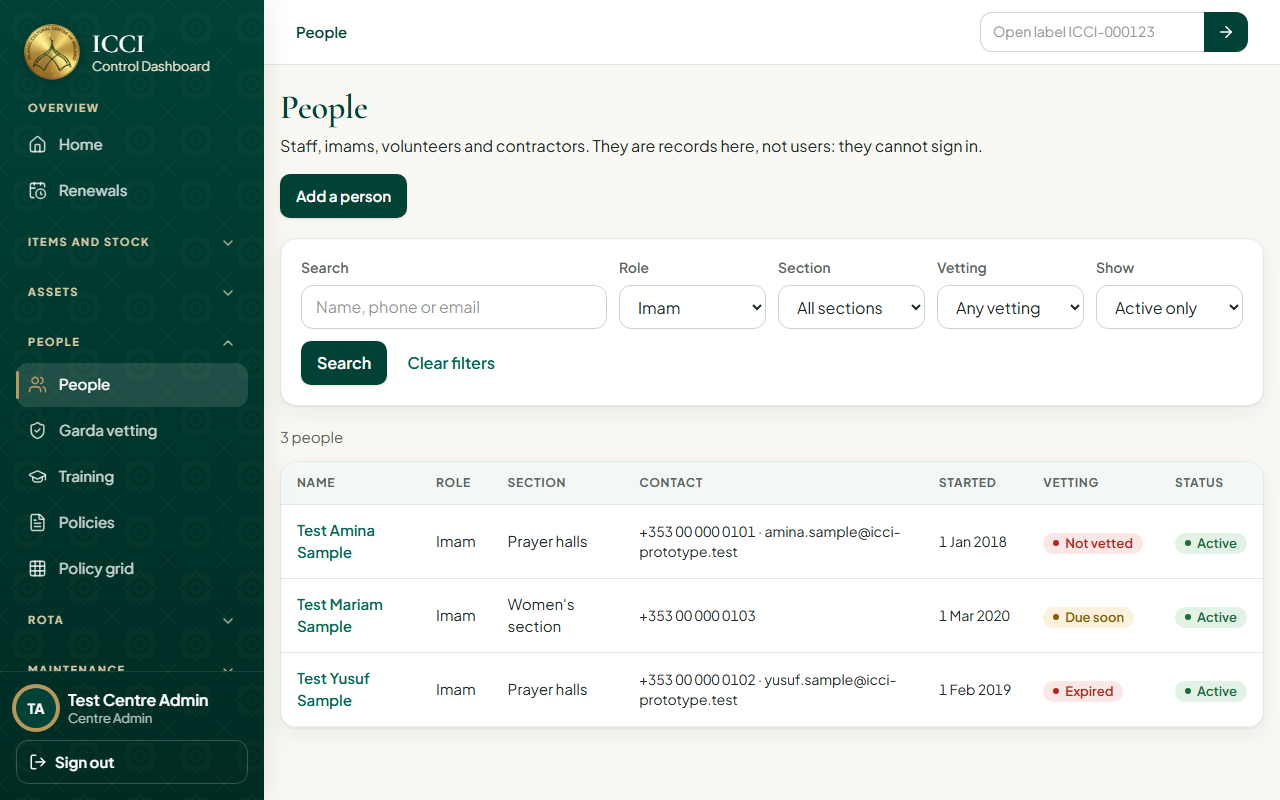 ICCI
Control Dashboard
OVERVIEW
Home
Renewals
ITEMS AND STOCK
ASSETS
PEOPLE
People
Garda vetting
Training
Policies
Policy grid
ROTA
MAINTENANCE
TA
Test Centre Admin
Centre Admin
Sign out
People
Open label ICCI-000123
People
Staff, imams, volunteers and contractors. They are records here, not users: they cannot sign in.
Add a person
Search Role Section Vetting Show
Name, phone or email Imam All sections Any vetting Active only
Search Clear filters
3 people
NAME ROLE SECTION CONTACT STARTED VETTING STATUS
Test Amina Sample Imam Prayer halls +353 00 000 0101 · amina.sample@icci-prototype.test 1 Jan 2018 Not vetted Active
Test Mariam Sample Imam Women's section +353 00 000 0103 1 Mar 2020 Due soon Active
Test Yusuf Sample Imam Prayer halls +353 00 000 0102 · yusuf.sample@icci-prototype.test 1 Feb 2019 Expired Active